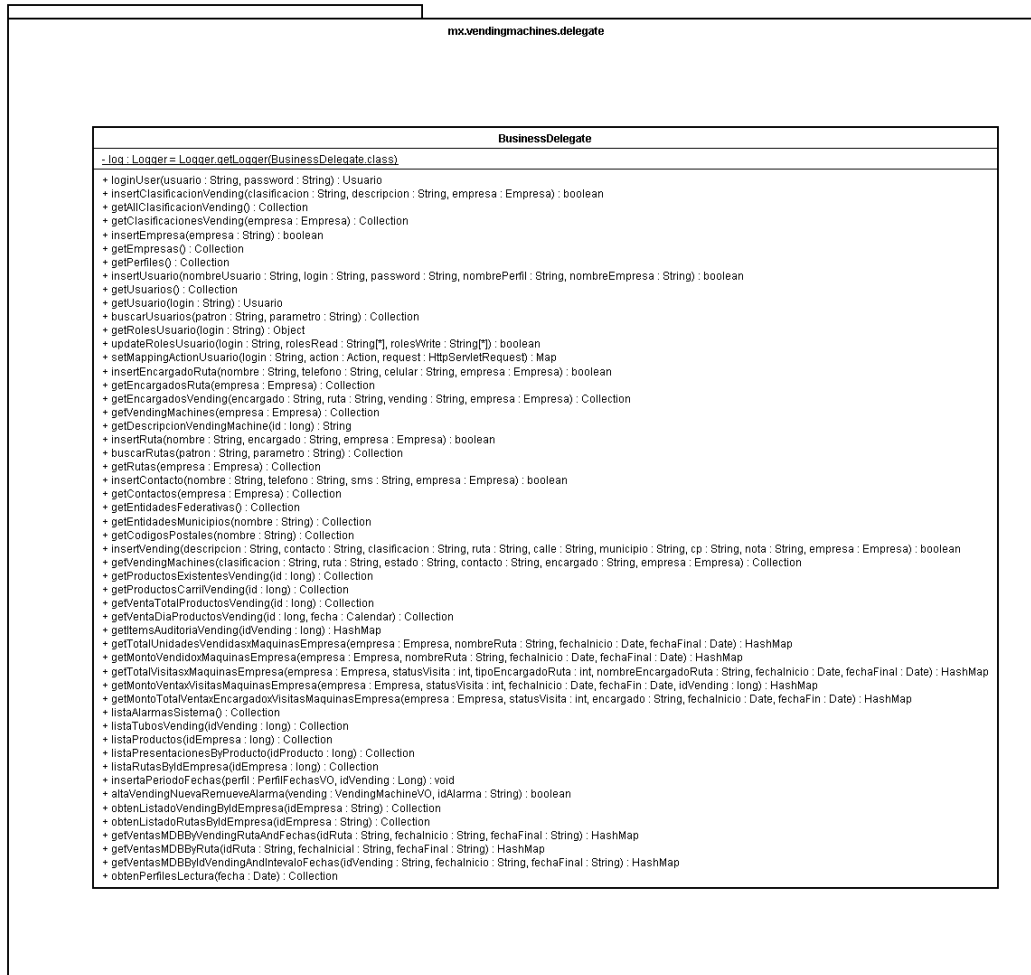 mx.vendingmachines.delegate
BusinessDelegate
- log : Logger = Logger.getLogger(BusinessDelegate.class)
+ loginUser(usuario : String, password : String) : Usuario
+ insertClasificacionVending(clasificacion : String, descripcion : String, empresa : Empresa) : boolean
+ getAllClasificacionVending() : Collection
+ getClasificacionesVending(empresa : Empresa) : Collection
+ insertEmpresa(empresa : String) : boolean
+ getEmpresas() : Collection
+ getPerfiles() : Collection
+ insertUsuario(nombreUsuario : String, login : String, password : String, nombrePerfil : String, nombreEmpresa : String) : boolean
+ getUsuarios() : Collection
+ getUsuario(login : String) : Usuario
+ buscarUsuarios(patron : String, parametro : String) : Collection
+ getRolesUsuario(login : String) : Object
+ updateRolesUsuario(login : String, rolesRead : String[*], rolesWrite : String[*]) : boolean
+ setMappingActionUsuario(login : String, action : Action, request : HttpServletRequest) : Map
+ insertEncargadoRuta(nombre : String, telefono : String, celular : String, empresa : Empresa) : boolean
+ getEncargadosRuta(empresa : Empresa) : Collection
+ getEncargadosVending(encargado : String, ruta : String, vending : String, empresa : Empresa) : Collection
+ getVendingMachines(empresa : Empresa) : Collection
+ getDescripcionVendingMachine(id : long) : String
+ insertRuta(nombre : String, encargado : String, empresa : Empresa) : boolean
+ buscarRutas(patron : String, parametro : String) : Collection
+ getRutas(empresa : Empresa) : Collection
+ insertContacto(nombre : String, telefono : String, sms : String, empresa : Empresa) : boolean
+ getContactos(empresa : Empresa) : Collection
+ getEntidadesFederativas() : Collection
+ getEntidadesMunicipios(nombre : String) : Collection
+ getCodigosPostales(nombre : String) : Collection
+ insertVending(descripcion : String, contacto : String, clasificacion : String, ruta : String, calle : String, municipio : String, cp : String, nota : String, empresa : Empresa) : boolean
+ getVendingMachines(clasificacion : String, ruta : String, estado : String, contacto : String, encargado : String, empresa : Empresa) : Collection
+ getProductosExistentesVending(id : long) : Collection
+ getProductosCarrilVending(id : long) : Collection
+ getVentaTotalProductosVending(id : long) : Collection
+ getVentaDiaProductosVending(id : long, fecha : Calendar) : Collection
+ getItemsAuditoriaVending(idVending : long) : HashMap
+ getTotalUnidadesVendidasxMaquinasEmpresa(empresa : Empresa, nombreRuta : String, fechaInicio : Date, fechaFinal : Date) : HashMap
+ getMontoVendidoxMaquinasEmpresa(empresa : Empresa, nombreRuta : String, fechaInicio : Date, fechaFinal : Date) : HashMap
+ getTotalVisitasxMaquinasEmpresa(empresa : Empresa, statusVisita : int, tipoEncargadoRuta : int, nombreEncargadoRuta : String, fechaInicio : Date, fechaFinal : Date) : HashMap
+ getMontoVentaxVisitasMaquinasEmpresa(empresa : Empresa, statusVisita : int, fechaInicio : Date, fechaFin : Date, idVending : long) : HashMap
+ getMontoTotalVentaxEncargadoxVisitasMaquinasEmpresa(empresa : Empresa, statusVisita : int, encargado : String, fechaInicio : Date, fechaFin : Date) : HashMap
+ listaAlarmasSistema() : Collection
+ listaTubosVending(idVending : long) : Collection
+ listaProductos(idEmpresa : long) : Collection
+ listaPresentacionesByProducto(idProducto : long) : Collection
+ listaRutasByIdEmpresa(idEmpresa : long) : Collection
+ insertaPeriodoFechas(perfil : PerfilFechasVO, idVending : Long) : void
+ altaVendingNuevaRemueveAlarma(vending : VendingMachineVO, idAlarma : String) : boolean
+ obtenListadoVendingByIdEmpresa(idEmpresa : String) : Collection
+ obtenListadoRutasByIdEmpresa(idEmpresa : String) : Collection
+ getVentasMDBByVendingRutaAndFechas(idRuta : String, fechaInicio : String, fechaFinal : String) : HashMap
+ getVentasMDBByRuta(idRuta : String, fechaInicial : String, fechaFinal : String) : HashMap
+ getVentasMDBByIdVendingAndIntevaloFechas(idVending : String, fechaInicio : String, fechaFinal : String) : HashMap
+ obtenPerfilesLectura(fecha : Date) : Collection